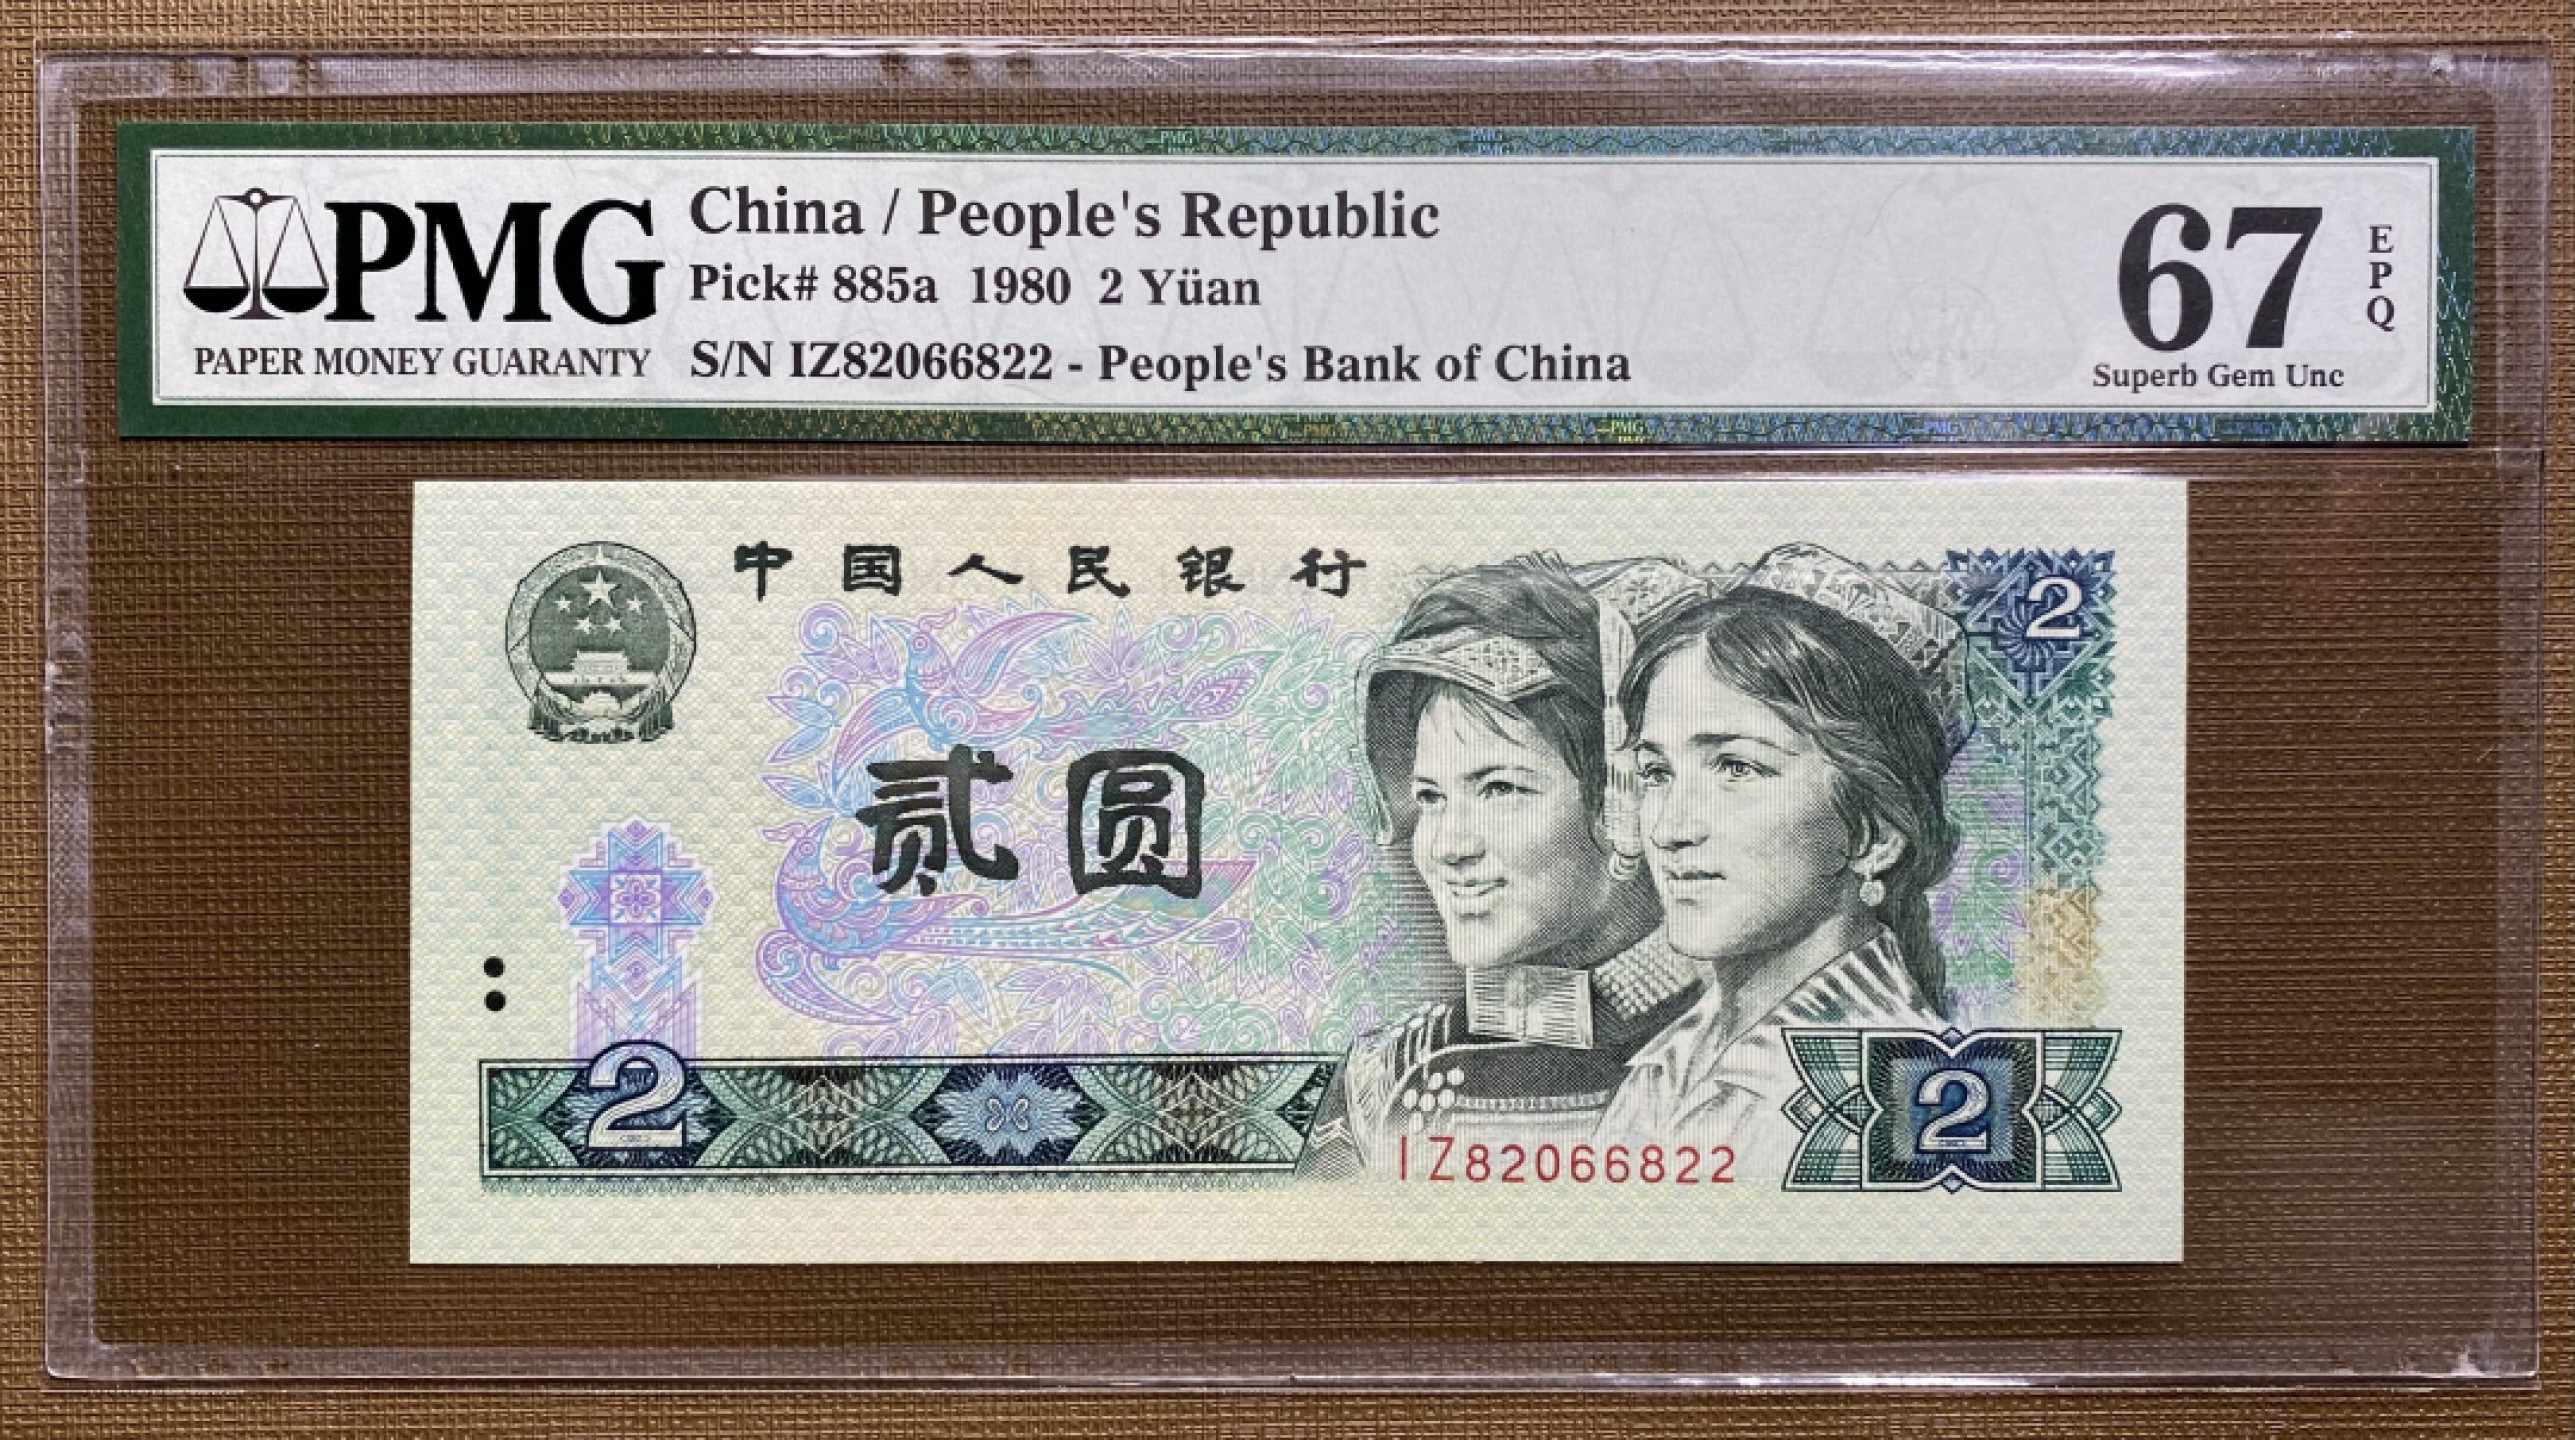 PMG
PAPER MONEY GUARANTY
China / People's Republic
Pick# 885a 1980 2 Yüan
S/N IZ82066822 - People's Bank of China
67
EPQ
Superb Gem Unc
中国人民银行
2
贰圆
2
IZ82066822
2